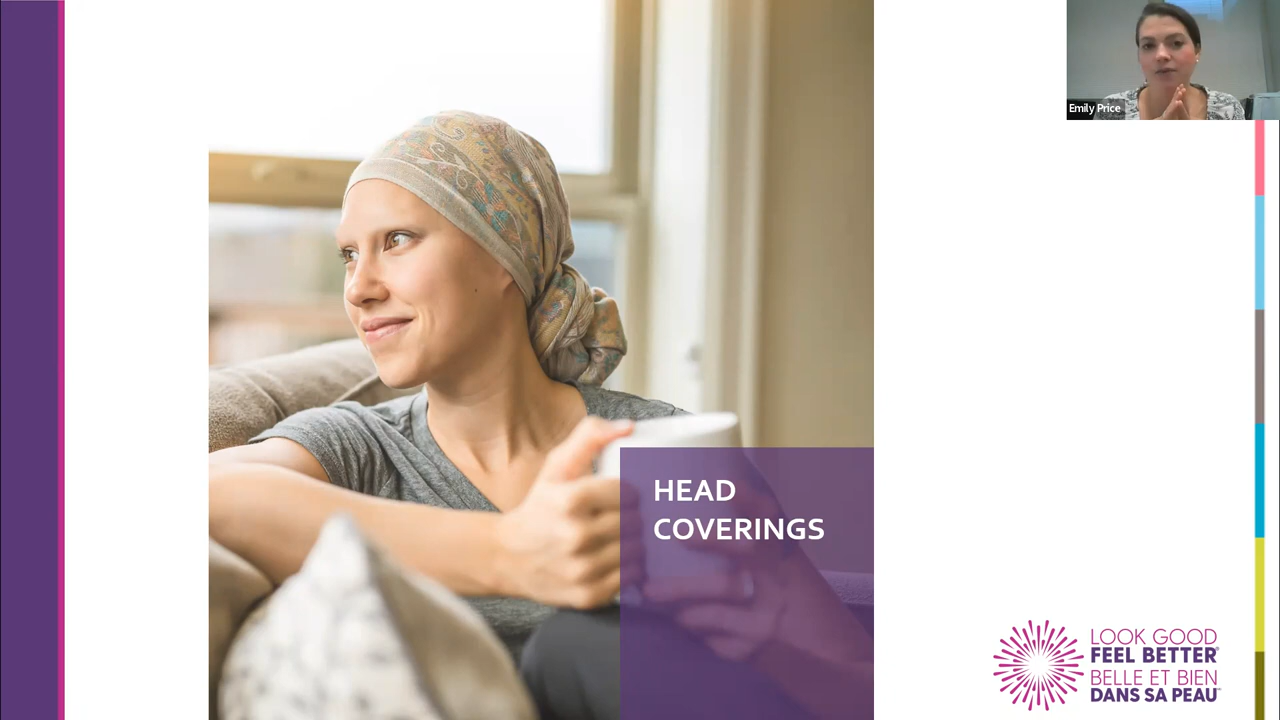 Emily Price
HEAD
COVERINGS
LOOK GOOD
FEEL BETTER®
BELLE ET BIEN
DANS SA PEAU